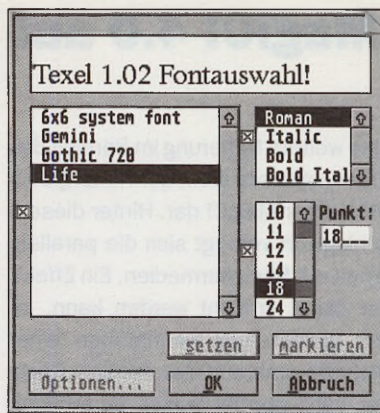 Texel 1.02 Fontauswahl!
6x6 system font
Gemini
Gothic 720
Life
Roman
Italic
Bold
Bold Ital
10
11
12
14
18
24
Punkt:
18___
setzen
markieren
Optionen...
OK
Abbruch